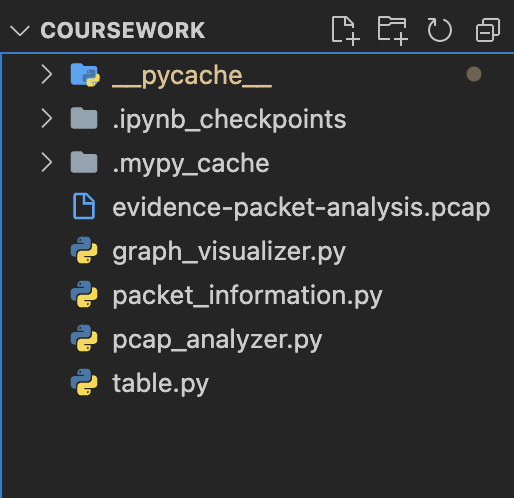 COURSEWORK
__pycache__
.ipynb_checkpoints
.mypy_cache
evidence-packet-analysis.pcap
graph_visualizer.py
packet_information.py
pcap_analyzer.py
table.py